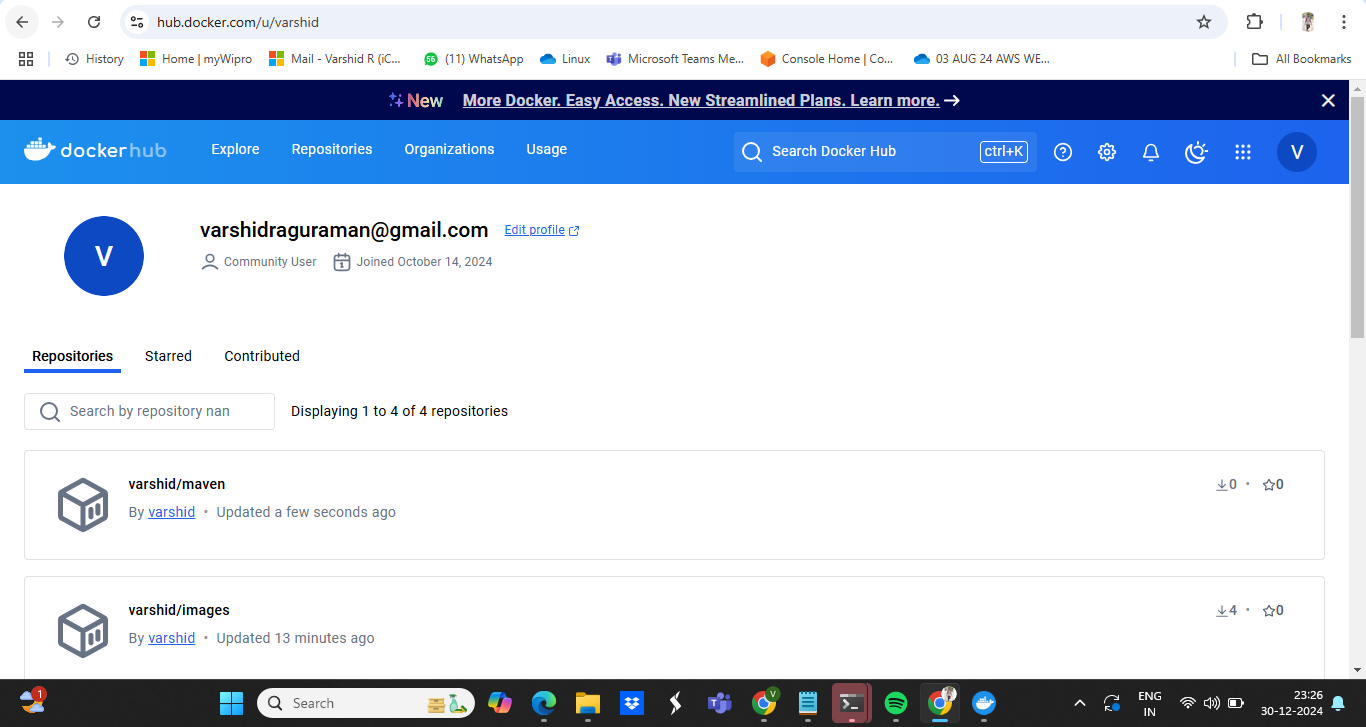 hub.docker.com/u/varshid
History Home | myWipro Mail - Varshid R (iC... 56 (11) WhatsApp Linux Microsoft Teams Me... Console Home | Co... 03 AUG 24 AWS WE... All Bookmarks
New More Docker. Easy Access. New Streamlined Plans. Learn more. →
dockerhub Explore Repositories Organizations Usage Search Docker Hub ctrl+K V
V
varshidraguraman@gmail.com Edit profile
Community User Joined October 14, 2024
Repositories Starred Contributed
Search by repository nan Displaying 1 to 4 of 4 repositories
varshid/maven 0 • 0
By varshid • Updated a few seconds ago
varshid/images 4 • 0
By varshid • Updated 13 minutes ago
1 Search V ENG 23:26
IN 30-12-2024